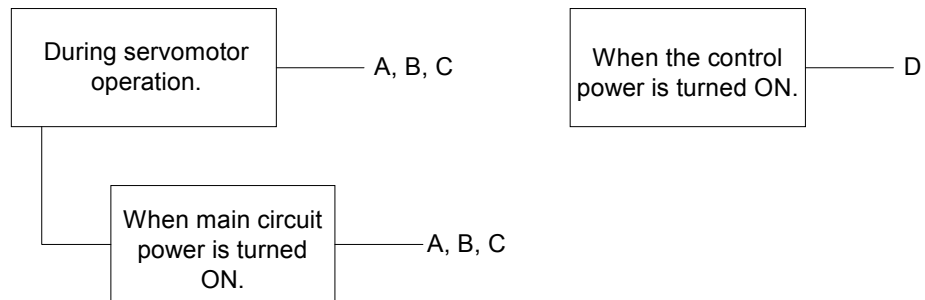 During servomotor
operation.
A, B, C
When the control
power is turned ON.
D
When main circuit
power is turned
ON.
A, B, C